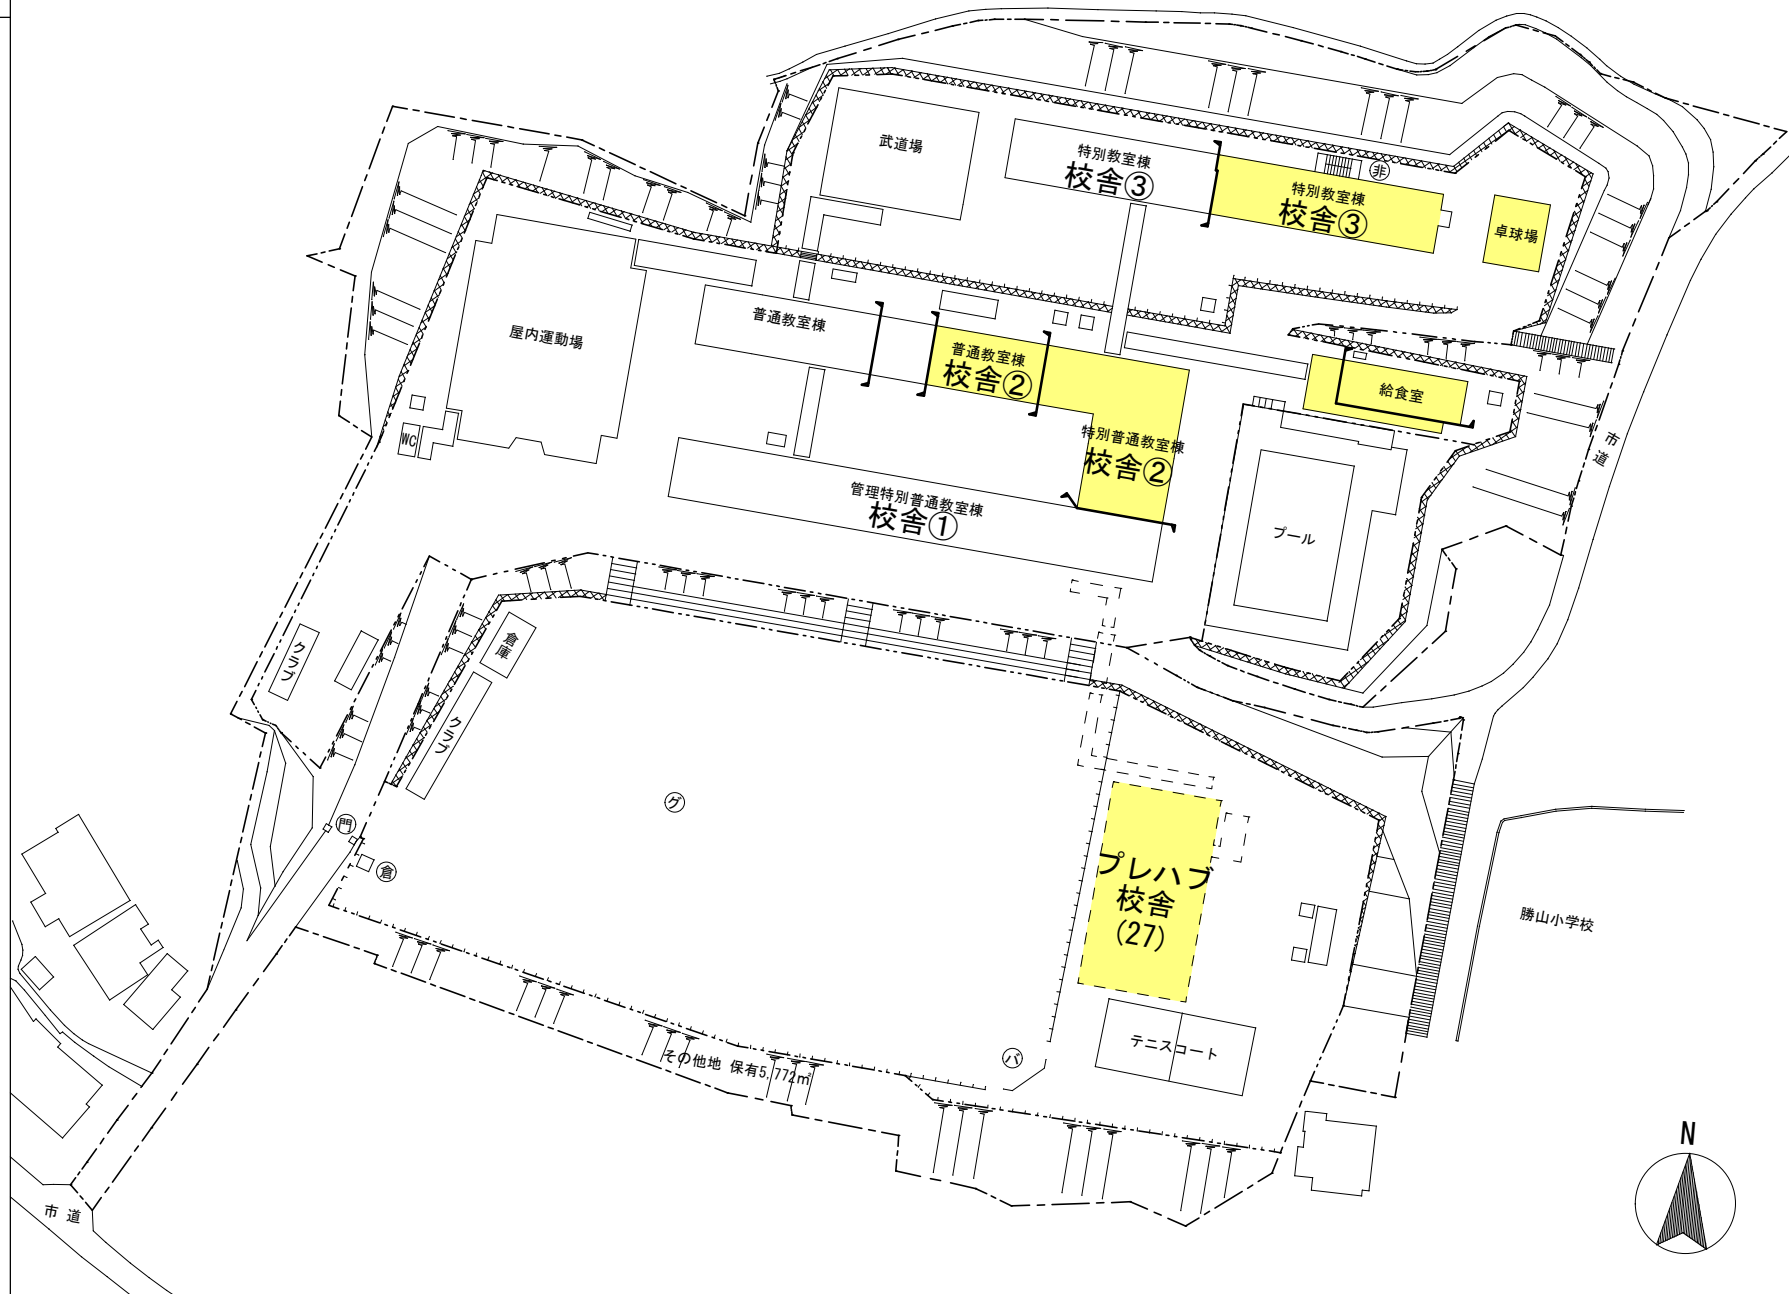 武道場
特別教室棟
校舎③
非
特別教室棟
校舎③
卓球場
屋内運動場
普通教室棟
普通教室棟
校舎②
給食室
WC
特別普通教室棟
校舎②
市道
管理特別普通教室棟
校舎①
プール
クラブ
倉庫
クラブ
グ
門
倉
プレハブ
校舎
(27)
勝山小学校
バ
テニスコート
その他地 保有5,772㎡
N
市道